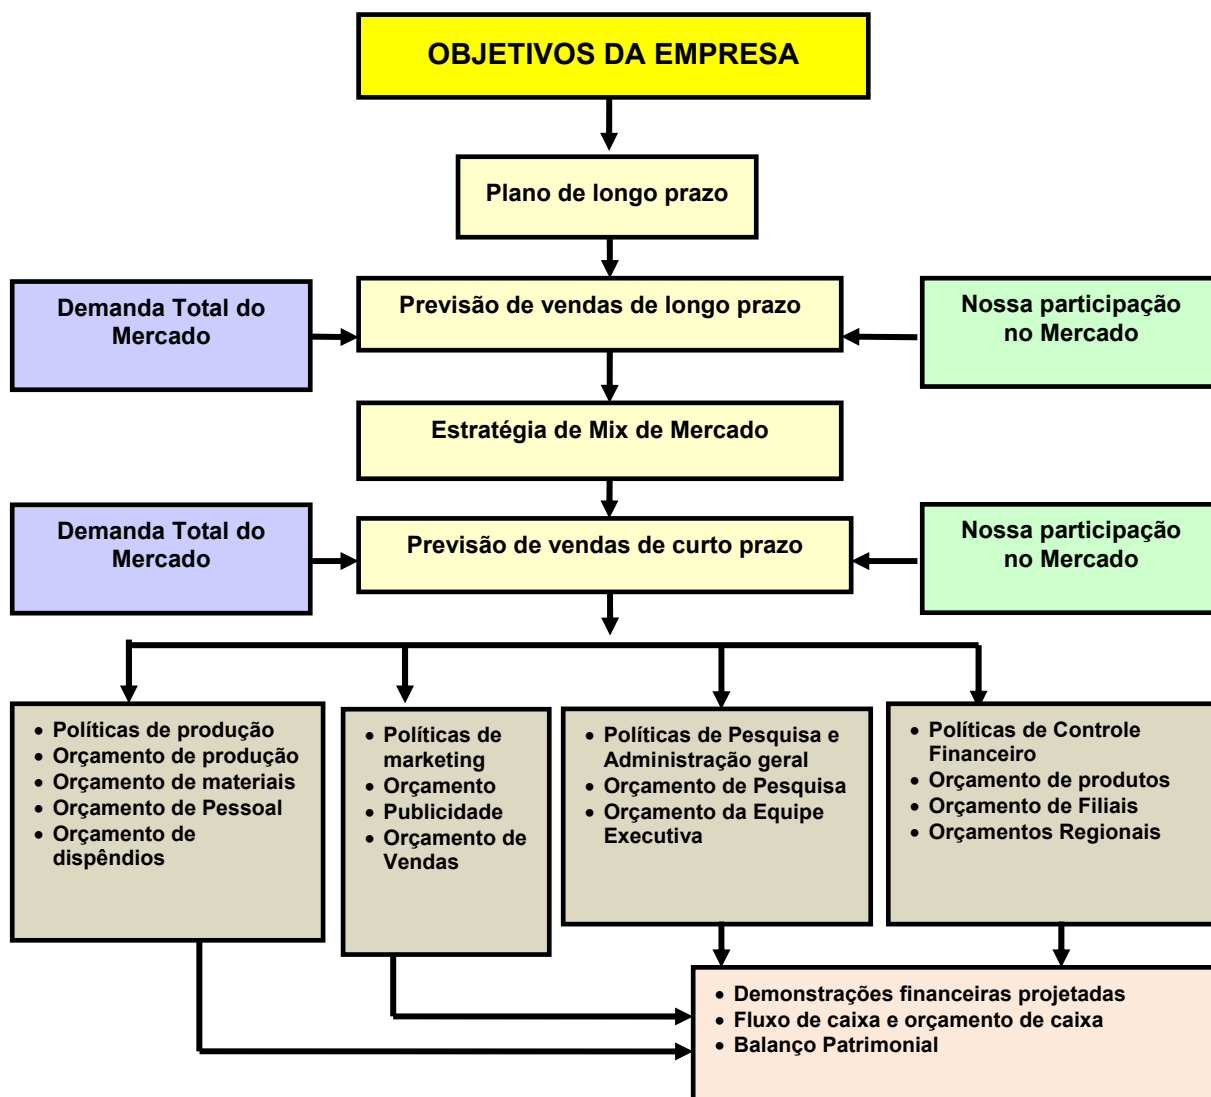 OBJETIVOS DA EMPRESA
Plano de longo prazo
Demanda Total do
Mercado
Previsão de vendas de longo prazo
Nossa participação
no Mercado
Estratégia de Mix de Mercado
Demanda Total do
Mercado
Previsão de vendas de curto prazo
Nossa participação
no Mercado
• Políticas de produção
• Orçamento de produção
• Orçamento de materiais
• Orçamento de Pessoal
• Orçamento de
dispêndios
• Políticas de
marketing
• Orçamento
• Publicidade
• Orçamento de
Vendas
• Políticas de Pesquisa e
Administração geral
• Orçamento de Pesquisa
• Orçamento da Equipe
Executiva
• Políticas de Controle
Financeiro
• Orçamento de produtos
• Orçamento de Filiais
• Orçamentos Regionais
• Demonstrações financeiras projetadas
• Fluxo de caixa e orçamento de caixa
• Balanço Patrimonial